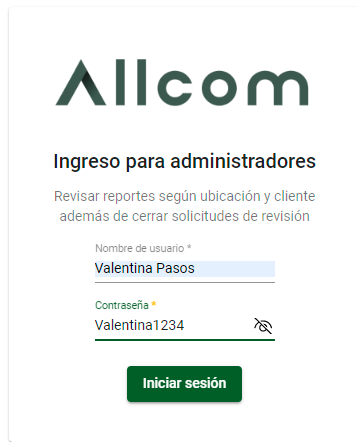 Allcom
Ingreso para administradores
Revisar reportes según ubicación y cliente
además de cerrar solicitudes de revisión
Nombre de usuario *
Valentina Pasos
Contraseña *
Valentina1234
Iniciar sesión